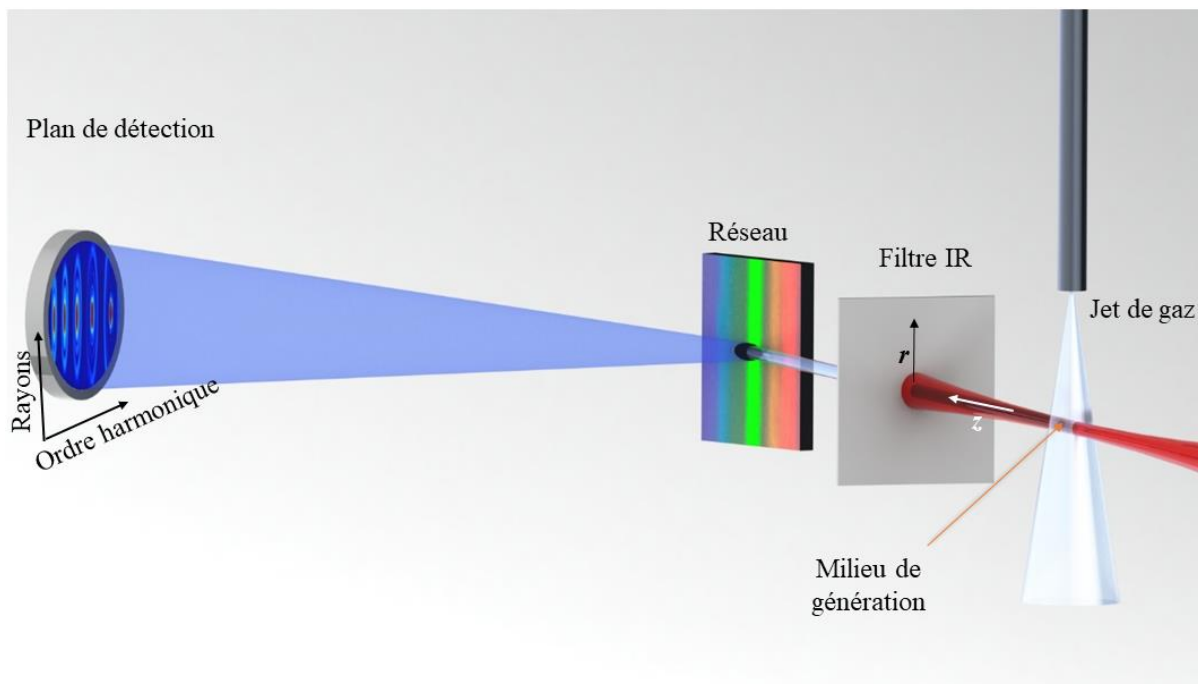 Plan de détection
Réseau
Filtre IR
Jet de gaz
r
z
Rayons
Ordre harmonique
Milieu de
génération